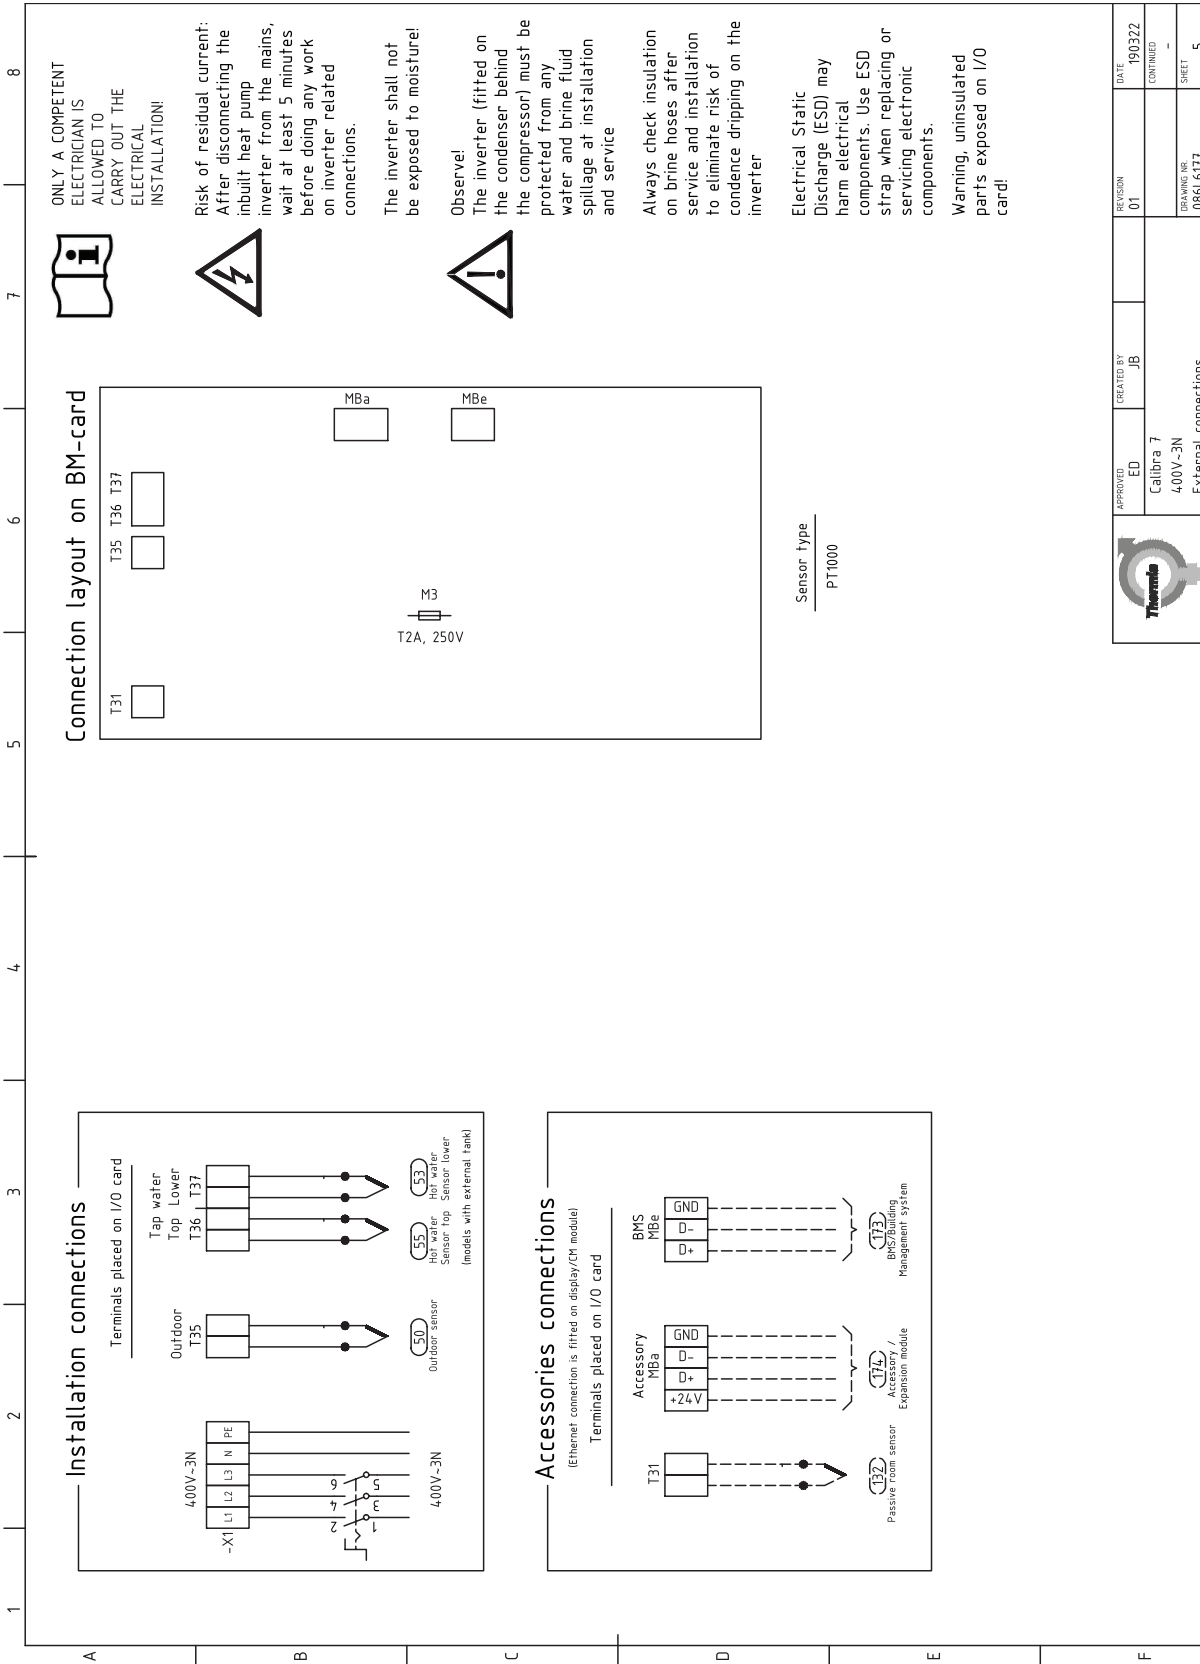 1
2
3
4
5
6
7
8
A
B
C
D
E
F
Installation connections
Terminals placed on I/O card
400V~3N
-X1
L1
L2
L3
N
PE
2
4
6
1
3
5
400V~3N
Outdoor
T35
50
Outdoor sensor
Tap water
Top Lower
T36 T37
55
Hot water
Sensor top
53
Hot water
Sensor lower
(models with external tank)
Accessories connections
(Ethernet connection is fitted on display/CM module)
Terminals placed on I/O card
T31
132
Passive room sensor
Accessory
MBa
+24V
D+
D-
GND
174
Accessory /
Expansion module
BMS
MBe
D+
D-
GND
173
BMS/Building
Management system
Connection layout on BM-card
T31
T35
T36 T37
M3
T2A, 250V
MBa
MBe
Sensor type
PT1000
ONLY A COMPETENT
ELECTRICIAN IS
ALLOWED TO
CARRY OUT THE
ELECTRICAL
INSTALLATION!
Risk of residual current:
After disconnecting the
inbuilt heat pump
inverter from the mains,
wait at least 5 minutes
before doing any work
on inverter related
connections.
The inverter shall not
be exposed to moisture!
Observe!
The inverter (fitted on
the condenser behind
the compressor) must be
protected from any
water and brine fluid
spillage at installation
and service
Always check insulation
on brine hoses after
service and installation
to eliminate risk of
condence dripping on the
inverter
Electrical Static
Discharge (ESD) may
harm electrical
components. Use ESD
strap when replacing or
servicing electronic
components.
Warning, uninsulated
parts exposed on I/O
card!
Thermia
APPROVED
ED
CREATED BY
JB
REVISION
01
DATE
190322
Calibra 7
400V~3N
External connections
CONTINUED
-
DRAWING NR.
086L6177
SHEET
5